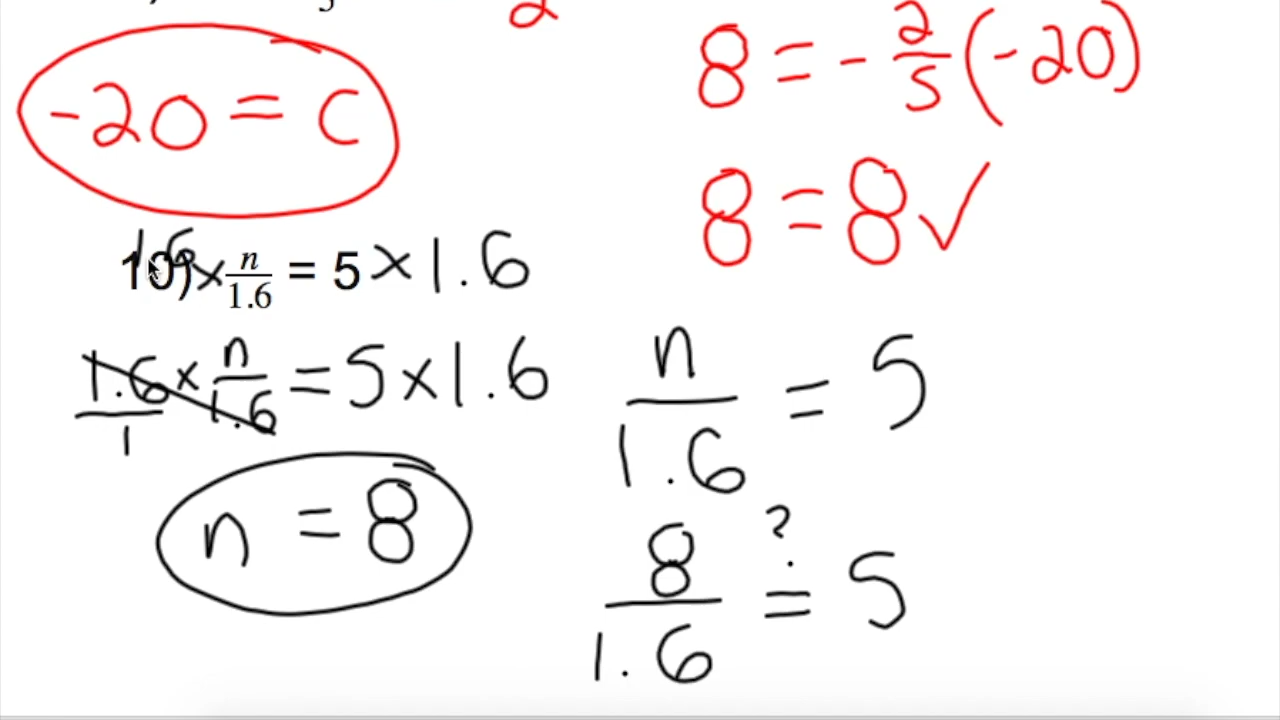 -20 = C
8 = - 2/5 (-20)
8 = 8 ✓
10) 1.6 × n/1.6 = 5 × 1.6
1.6/1 × n/1.6 = 5 × 1.6
n = 8
n/1.6 = 5
8/1.6 ?= 5